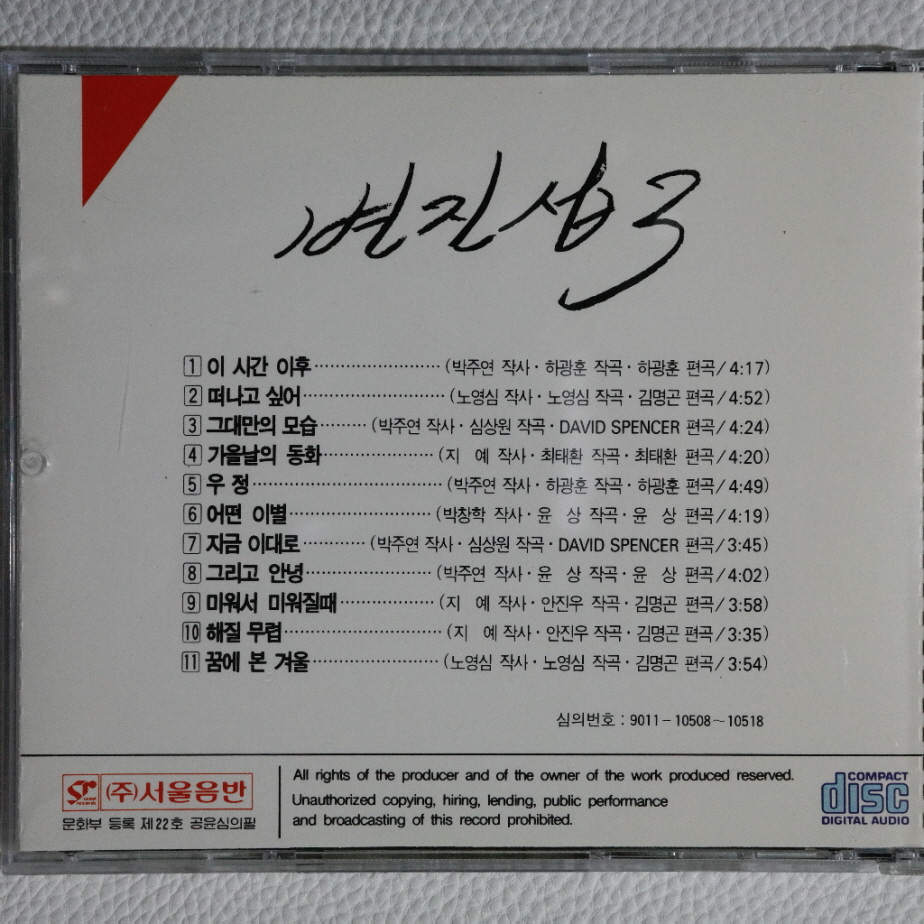 변진섭 3
1 이 시간 이후························(박주연 작사·하광훈 작곡·하광훈 편곡/4:17)
2 떠나고 싶어···························(노영심 작사·노영심 작곡·김명곤 편곡/4:52)
3 그대만의 모습·········(박주연 작사·심상원 작곡·DAVID SPENCER 편곡/4:24)
4 가을날의 동화·····················(지 예 작사·최태환 작곡·최태환 편곡/4:20)
5 우 정····································(박주연 작사·하광훈 작곡·하광훈 편곡/4:49)
6 어떤 이별···························(박창학 작사·윤 상 작곡·윤 상 편곡/4:19)
7 지금 이대로············(박주연 작사·심상원 작곡·DAVID SPENCER 편곡/3:45)
8 그리고 안녕························(박주연 작사·윤 상 작곡·윤 상 편곡/4:02)
9 미워서 미워질때··················(지 예 작사·안진우 작곡·김명곤 편곡/3:58)
10 해질 무렵······························(지 예 작사·안진우 작곡·김명곤 편곡/3:35)
11 꿈에 본 겨울························(노영심 작사·노영심 작곡·김명곤 편곡/3:54)
심의번호 : 9011-10508~10518
(주)서울음반
문화부 등록 제22호 공윤심의필
All rights of the producer and of the owner of the work produced reserved.
Unauthorized copying, hiring, lending, public performance
and broadcasting of this record prohibited.
COMPACT
disc
DIGITAL AUDIO